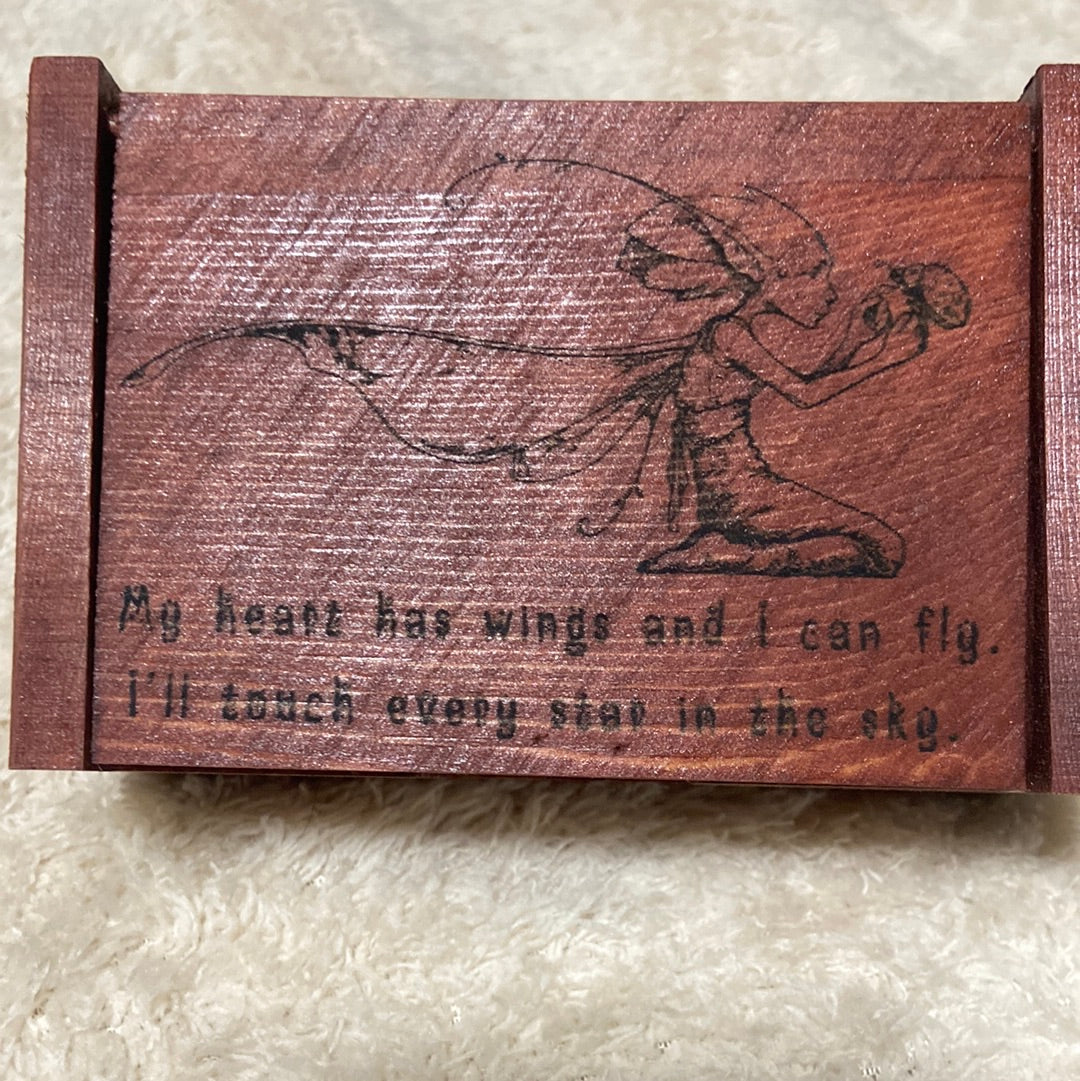 My heart has wings and i can fly.
i'll touch every star in the sky.